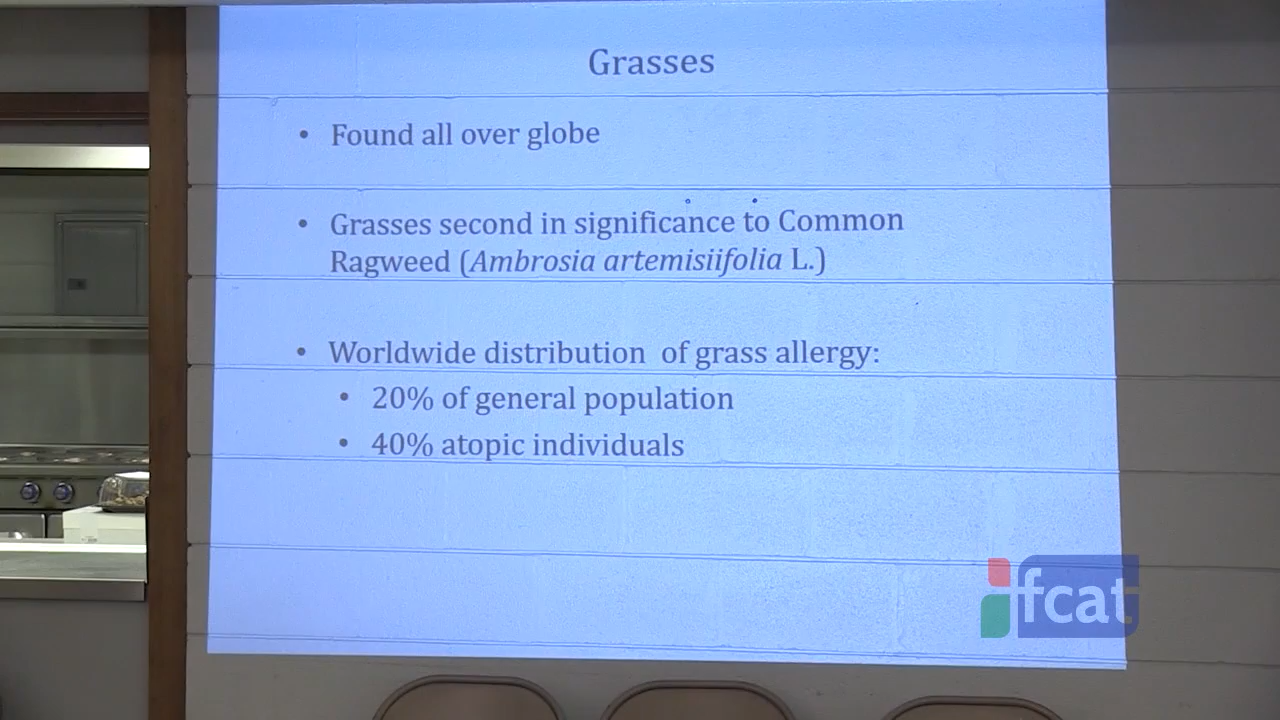 Grasses
• Found all over globe
• Grasses second in significance to Common
Ragweed (Ambrosia artemisiifolia L.)
• Worldwide distribution of grass allergy:
• 20% of general population
• 40% atopic individuals
fcat